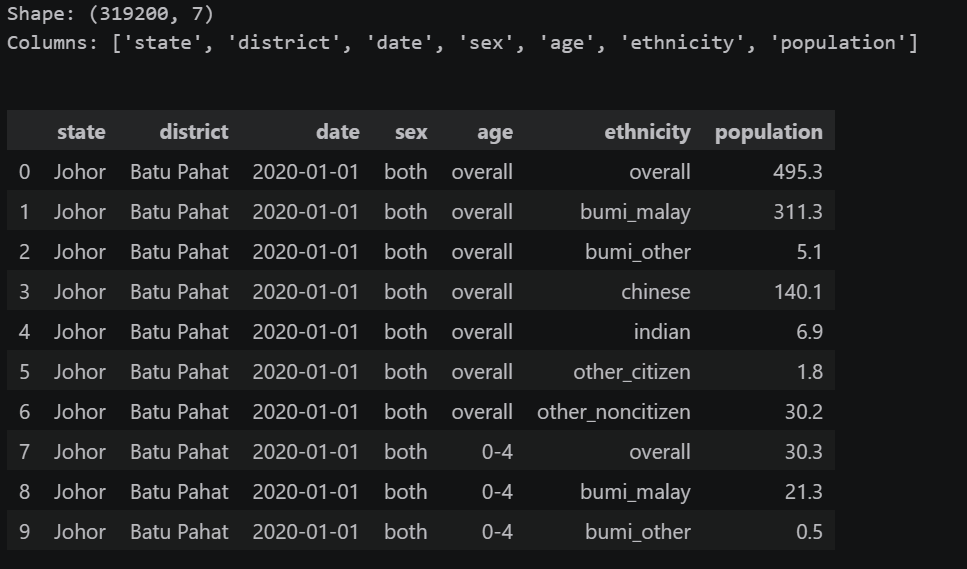 Shape: (319200, 7)
Columns: ['state', 'district', 'date', 'sex', 'age', 'ethnicity', 'population']
state district date sex age ethnicity population
0 Johor Batu Pahat 2020-01-01 both overall overall 495.3
1 Johor Batu Pahat 2020-01-01 both overall bumi_malay 311.3
2 Johor Batu Pahat 2020-01-01 both overall bumi_other 5.1
3 Johor Batu Pahat 2020-01-01 both overall chinese 140.1
4 Johor Batu Pahat 2020-01-01 both overall indian 6.9
5 Johor Batu Pahat 2020-01-01 both overall other_citizen 1.8
6 Johor Batu Pahat 2020-01-01 both overall other_noncitizen 30.2
7 Johor Batu Pahat 2020-01-01 both 0-4 overall 30.3
8 Johor Batu Pahat 2020-01-01 both 0-4 bumi_malay 21.3
9 Johor Batu Pahat 2020-01-01 both 0-4 bumi_other 0.5